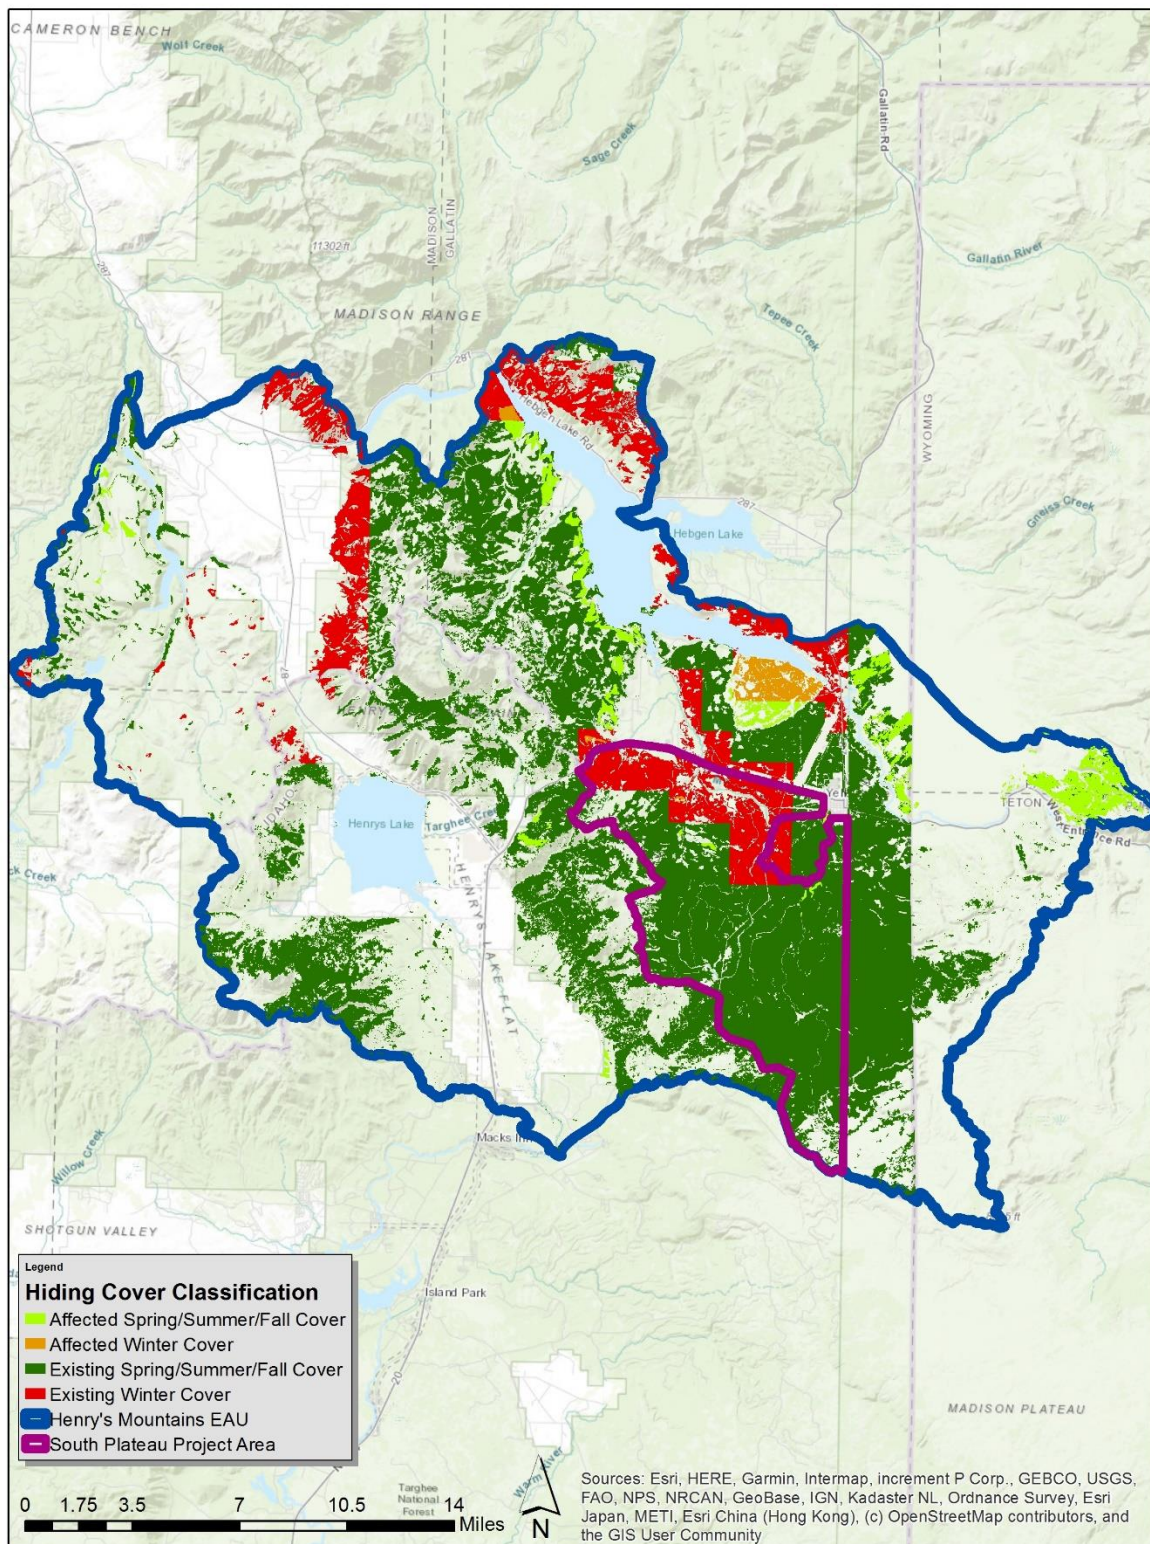 CAMERON BENCH
Wolf Creek
Gallatin Rd
Sage Creek
MADISON
GALLATIN
11302 ft
287
Gallatin River
MADISON RANGE
Tepee Creek
287
WYOMING
Hebgen Lake Rd
287
Gneiss Creek
Hebgen Lake
87
IDAHO
TETON
West Entrance Rd
Henrys Lake
Targhee Cree
ck Creek
HENRYS LAKE FLAT
Willow Creek
Macks Inn
SHOTGUN VALLEY
Island Park
20
MADISON PLATEAU
Warm River
Targhee
National
Forest
Legend
Hiding Cover Classification
Affected Spring/Summer/Fall Cover
Affected Winter Cover
Existing Spring/Summer/Fall Cover
Existing Winter Cover
Henry's Mountains EAU
South Plateau Project Area
0 1.75 3.5 7 10.5 14
Miles
N
Sources: Esri, HERE, Garmin, Intermap, increment P Corp., GEBCO, USGS,
FAO, NPS, NRCAN, GeoBase, IGN, Kadaster NL, Ordnance Survey, Esri
Japan, METI, Esri China (Hong Kong), (c) OpenStreetMap contributors, and
the GIS User Community